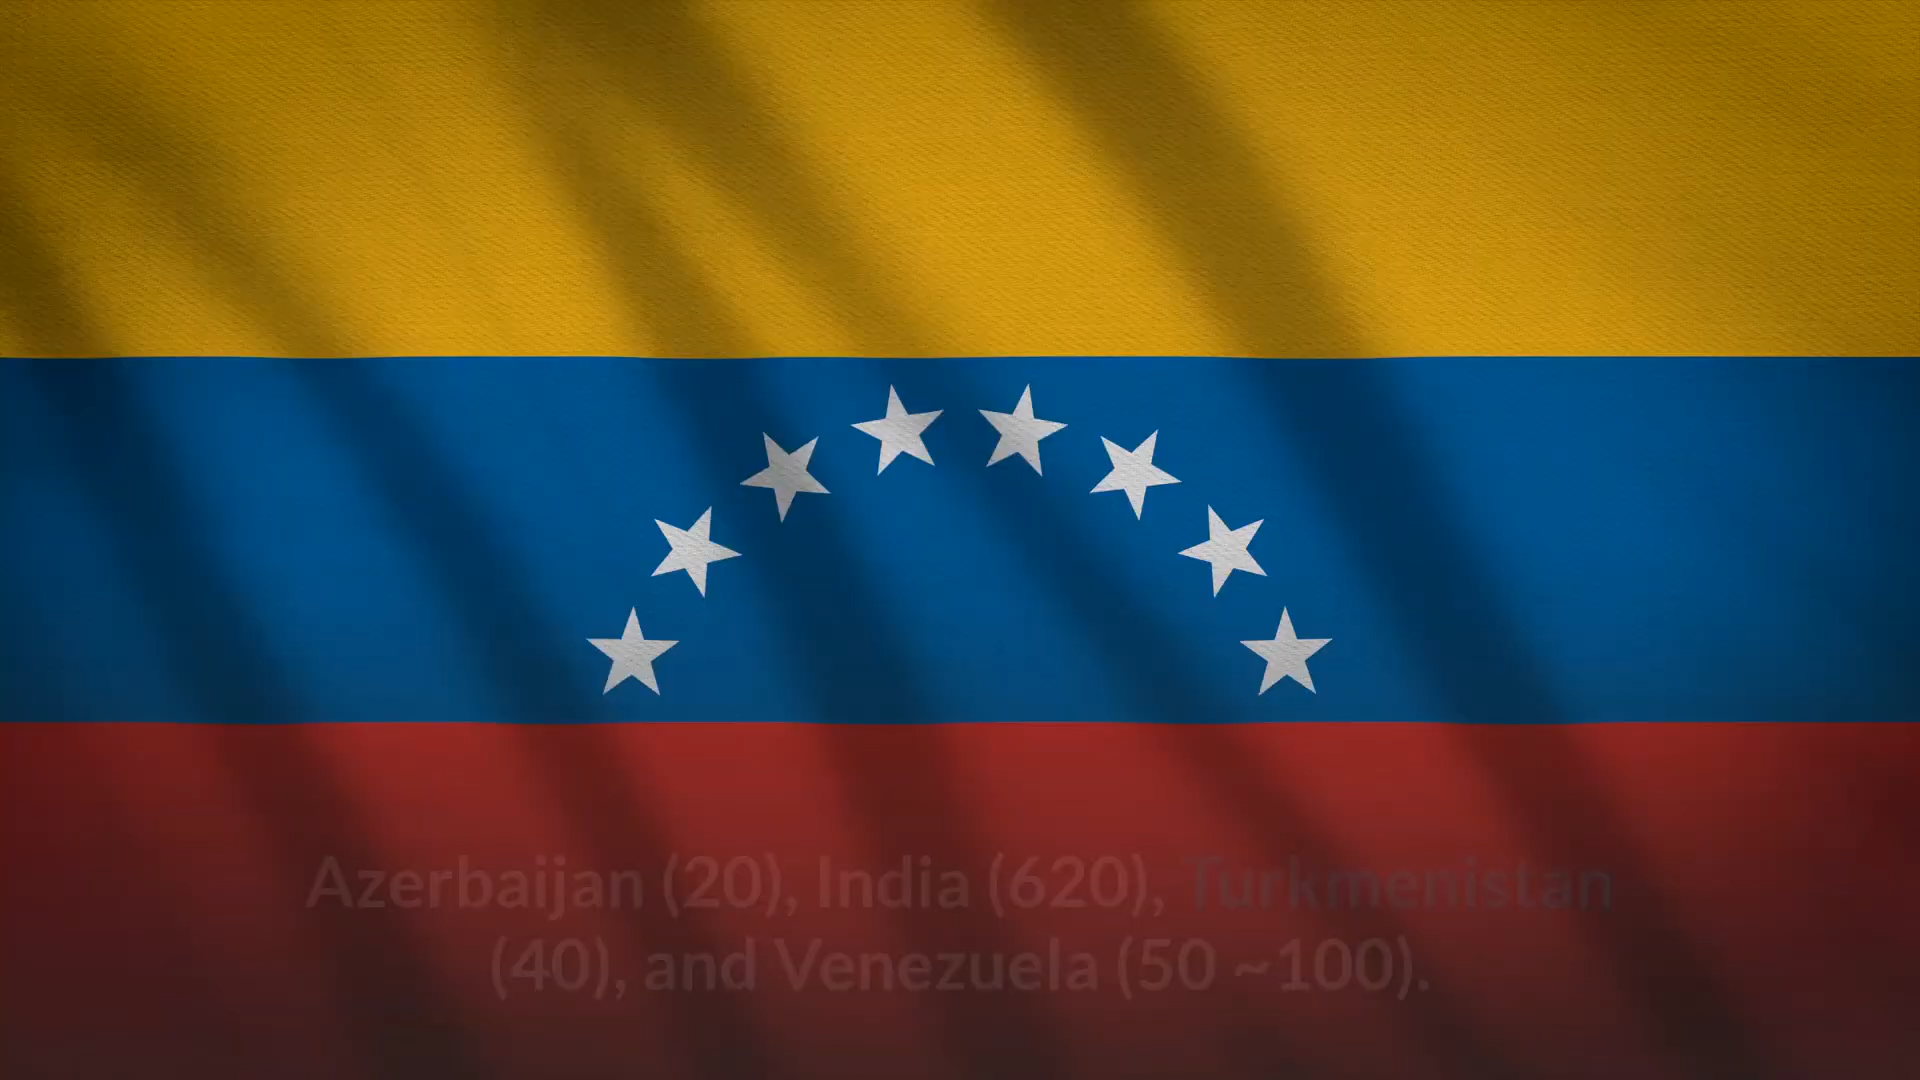 Azerbaijan (20), India (620), Turkmenistan
(40), and Venezuela (50 ~100).